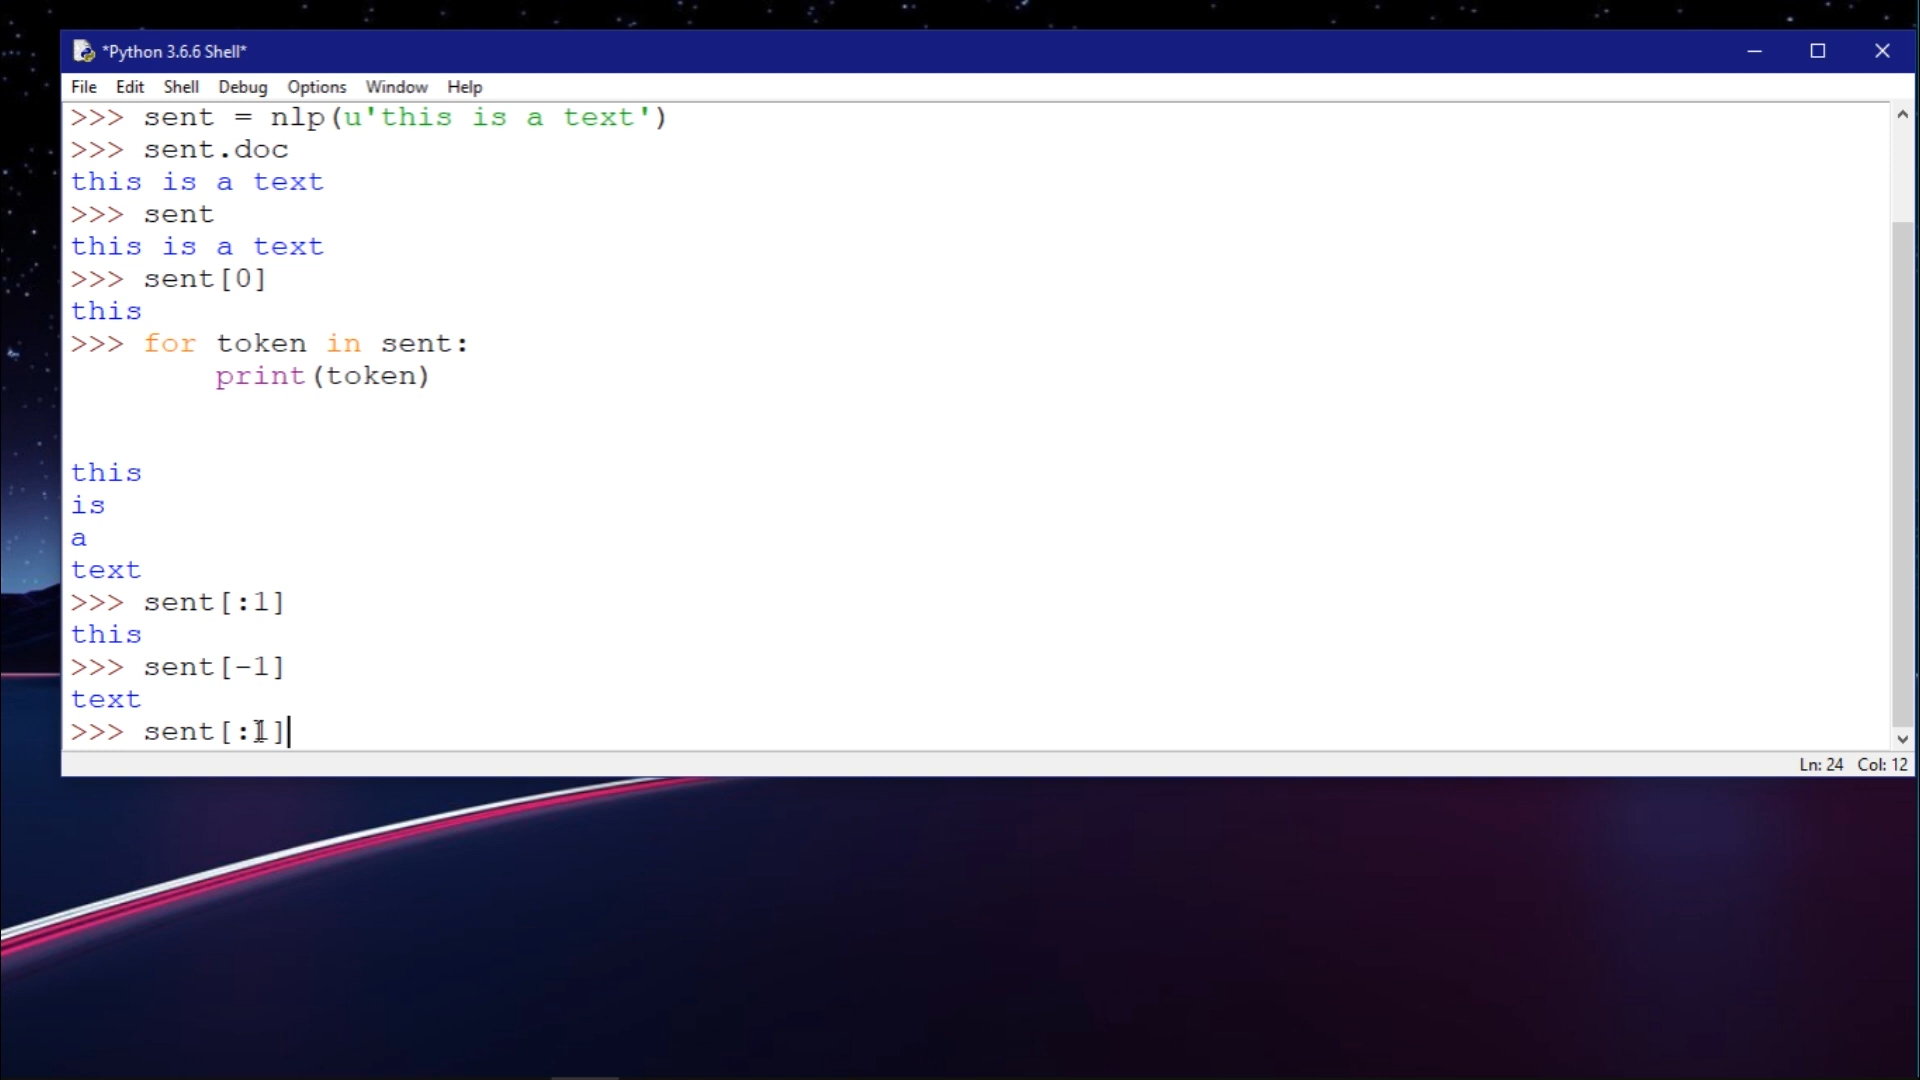 *Python 3.6.6 Shell*
File Edit Shell Debug Options Window Help
>>> sent = nlp(u'this is a text')
>>> sent.doc
this is a text
>>> sent
this is a text
>>> sent[0]
this
>>> for token in sent:
        print(token)
this
is
a
text
>>> sent[:1]
this
>>> sent[-1]
text
>>> sent[:1]
Ln: 24 Col: 12